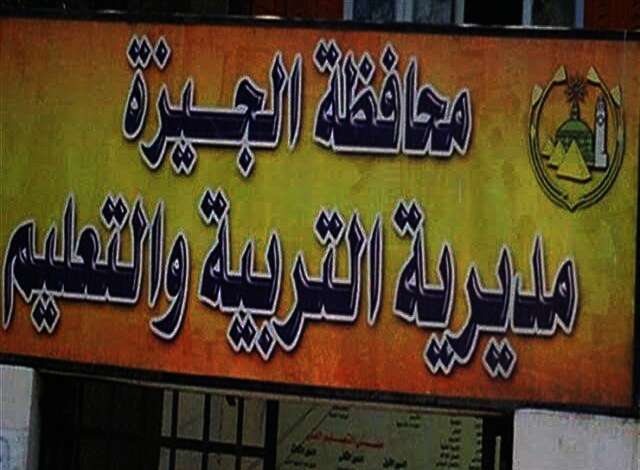 محافظة الجيزة
مديرية التربية والتعليم